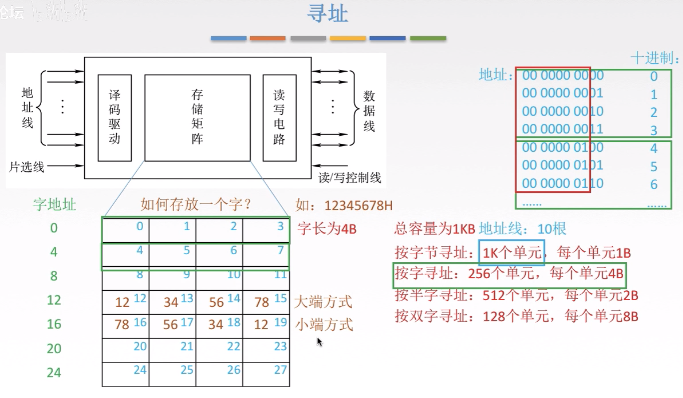 论坛
寻址
地址线
译码驱动
存储矩阵
读写电路
数据线
片选线
读/写控制线
十进制:
地址: 00 0000 0000 0
00 0000 0001 1
00 0000 0010 2
00 0000 0011 3
00 0000 0100 4
00 0000 0101 5
00 0000 0110 6
...... ......
字地址 如何存放一个字? 如: 12345678H
0 0 1 2 3 字长为4B
4 4 5 6 7
8 8 9 10 11
12 12 12 34 13 56 14 78 15 大端方式
16 78 16 56 17 34 18 12 19 小端方式
20 20 21 22 23
24 24 25 26 27
总容量为1KB 地址线: 10根
按字节寻址: 1K个单元, 每个单元1B
按字寻址: 256个单元, 每个单元4B
按半字寻址: 512个单元, 每个单元2B
按双字寻址: 128个单元, 每个单元8B